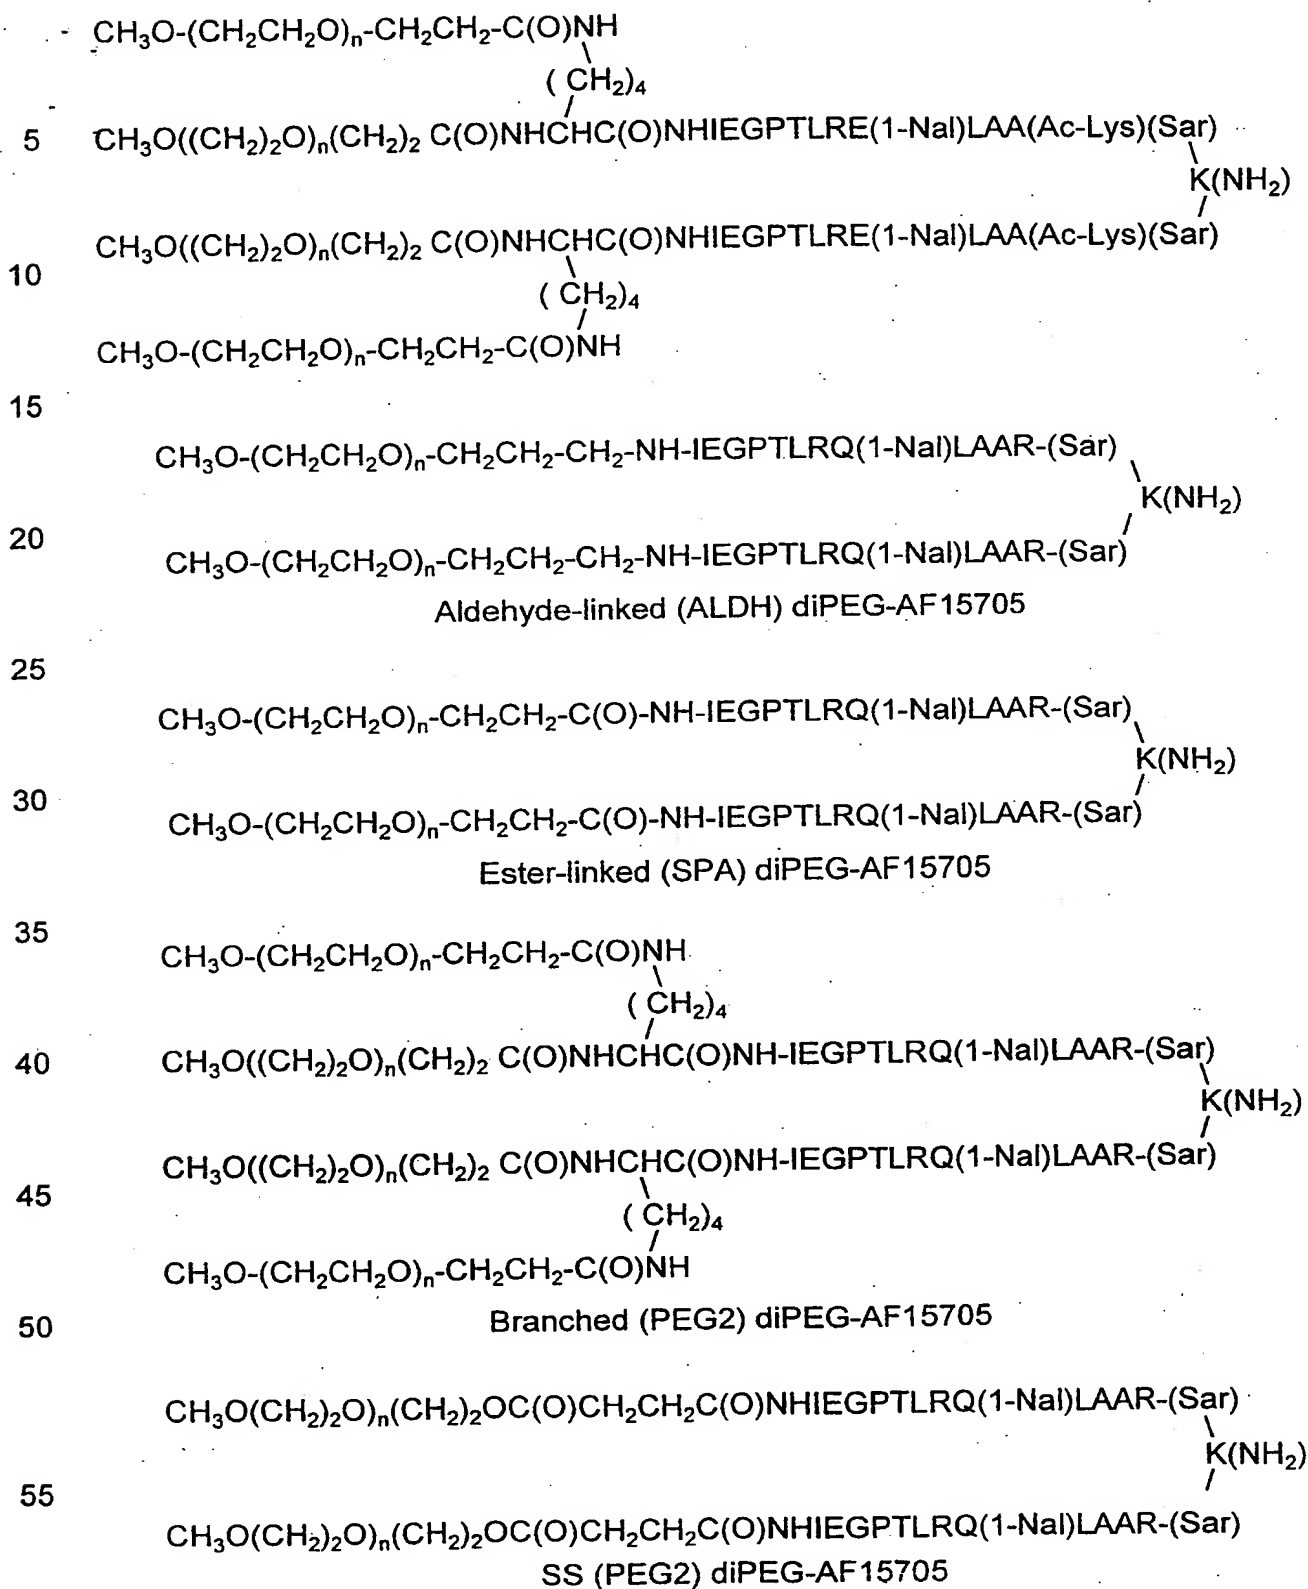 CH₃O-(CH₂CH₂O)ₙ-CH₂CH₂-C(O)NH
( CH₂)₄
5 CH₃O((CH₂)₂O)ₙ(CH₂)₂ C(O)NHCHC(O)NHIEGPTLRE(1-Nal)LAA(Ac-Lys)(Sar)
K(NH₂)
CH₃O((CH₂)₂O)ₙ(CH₂)₂ C(O)NHCHC(O)NHIEGPTLRE(1-Nal)LAA(Ac-Lys)(Sar)
10
( CH₂)₄
CH₃O-(CH₂CH₂O)ₙ-CH₂CH₂-C(O)NH
15
CH₃O-(CH₂CH₂O)ₙ-CH₂CH₂-CH₂-NH-IEGPTLRQ(1-Nal)LAAR-(Sar)
K(NH₂)
20
CH₃O-(CH₂CH₂O)ₙ-CH₂CH₂-CH₂-NH-IEGPTLRQ(1-Nal)LAAR-(Sar)
Aldehyde-linked (ALDH) diPEG-AF15705
25
CH₃O-(CH₂CH₂O)ₙ-CH₂CH₂-C(O)-NH-IEGPTLRQ(1-Nal)LAAR-(Sar)
K(NH₂)
30
CH₃O-(CH₂CH₂O)ₙ-CH₂CH₂-C(O)-NH-IEGPTLRQ(1-Nal)LAAR-(Sar)
Ester-linked (SPA) diPEG-AF15705
35
CH₃O-(CH₂CH₂O)ₙ-CH₂CH₂-C(O)NH
( CH₂)₄
40 CH₃O((CH₂)₂O)ₙ(CH₂)₂ C(O)NHCHC(O)NH-IEGPTLRQ(1-Nal)LAAR-(Sar)
K(NH₂)
CH₃O((CH₂)₂O)ₙ(CH₂)₂ C(O)NHCHC(O)NH-IEGPTLRQ(1-Nal)LAAR-(Sar)
45
( CH₂)₄
CH₃O-(CH₂CH₂O)ₙ-CH₂CH₂-C(O)NH
50 Branched (PEG2) diPEG-AF15705
CH₃O(CH₂)₂O)ₙ(CH₂)₂OC(O)CH₂CH₂C(O)NHIEGPTLRQ(1-Nal)LAAR-(Sar)
K(NH₂)
55
CH₃O(CH₂)₂O)ₙ(CH₂)₂OC(O)CH₂CH₂C(O)NHIEGPTLRQ(1-Nal)LAAR-(Sar)
SS (PEG2) diPEG-AF15705